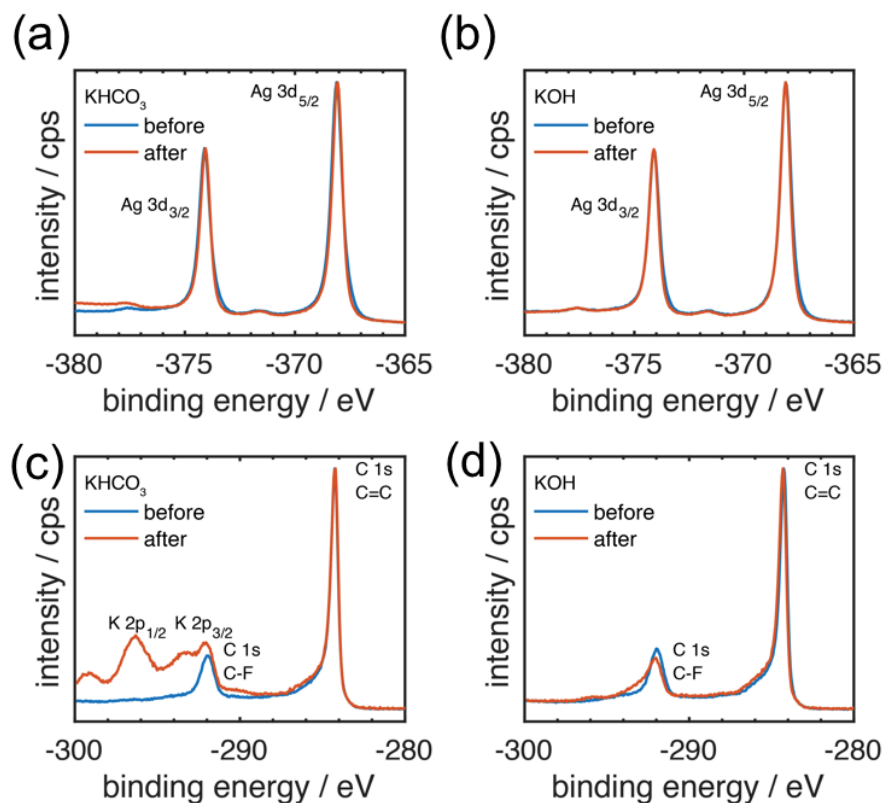 (a)
KHCO₃
before
after
Ag 3d₅/₂
Ag 3d₃/₂
intensity / cps
-380 -375 -370 -365
binding energy / eV
(b)
KOH
before
after
Ag 3d₅/₂
Ag 3d₃/₂
intensity / cps
-380 -375 -370 -365
binding energy / eV
(c)
KHCO₃
before
after
C 1s
C=C
K 2p₁/₂ K 2p₃/₂
C 1s
C-F
intensity / cps
-300 -290 -280
binding energy / eV
(d)
KOH
before
after
C 1s
C=C
C 1s
C-F
intensity / cps
-300 -290 -280
binding energy / eV